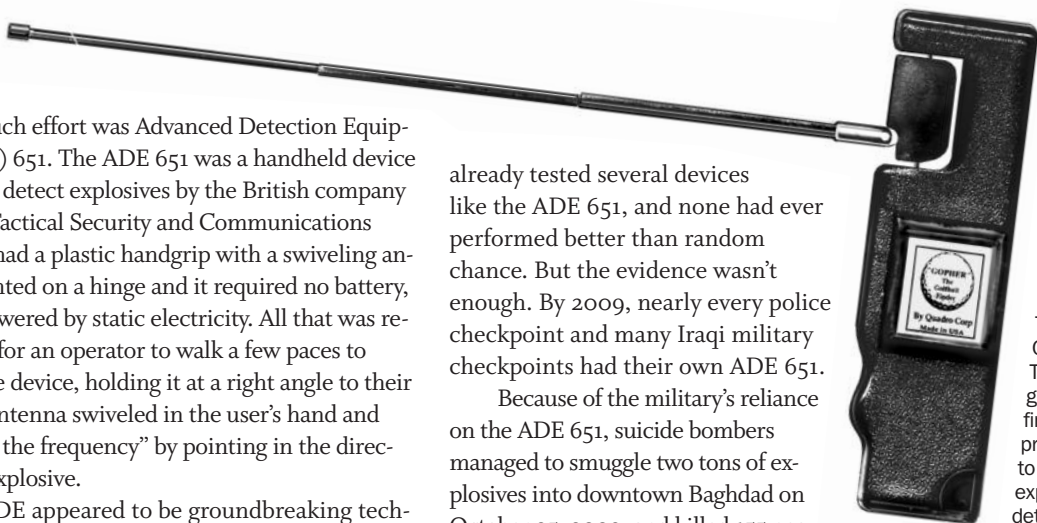 uch effort was Advanced Detection Equip-
) 651. The ADE 651 was a handheld device
detect explosives by the British company
Tactical Security and Communications
had a plastic handgrip with a swiveling an-
nted on a hinge and it required no battery,
wered by static electricity. All that was re-
for an operator to walk a few paces to
e device, holding it at a right angle to their
ntenna swiveled in the user's hand and
the frequency” by pointing in the direc-
xplosive.
DE appeared to be groundbreaking tech-
already tested several devices
like the ADE 651, and none had ever
performed better than random
chance. But the evidence wasn't
enough. By 2009, nearly every police
checkpoint and many Iraqi military
checkpoints had their own ADE 651.
Because of the military's reliance
on the ADE 651, suicide bombers
managed to smuggle two tons of ex-
plosives into downtown Baghdad on
October and killed
"GOPHER"
The
Golfball
Finder
By Quadro Corp
Made in USA
T
g
fin
pr
to
exp
det